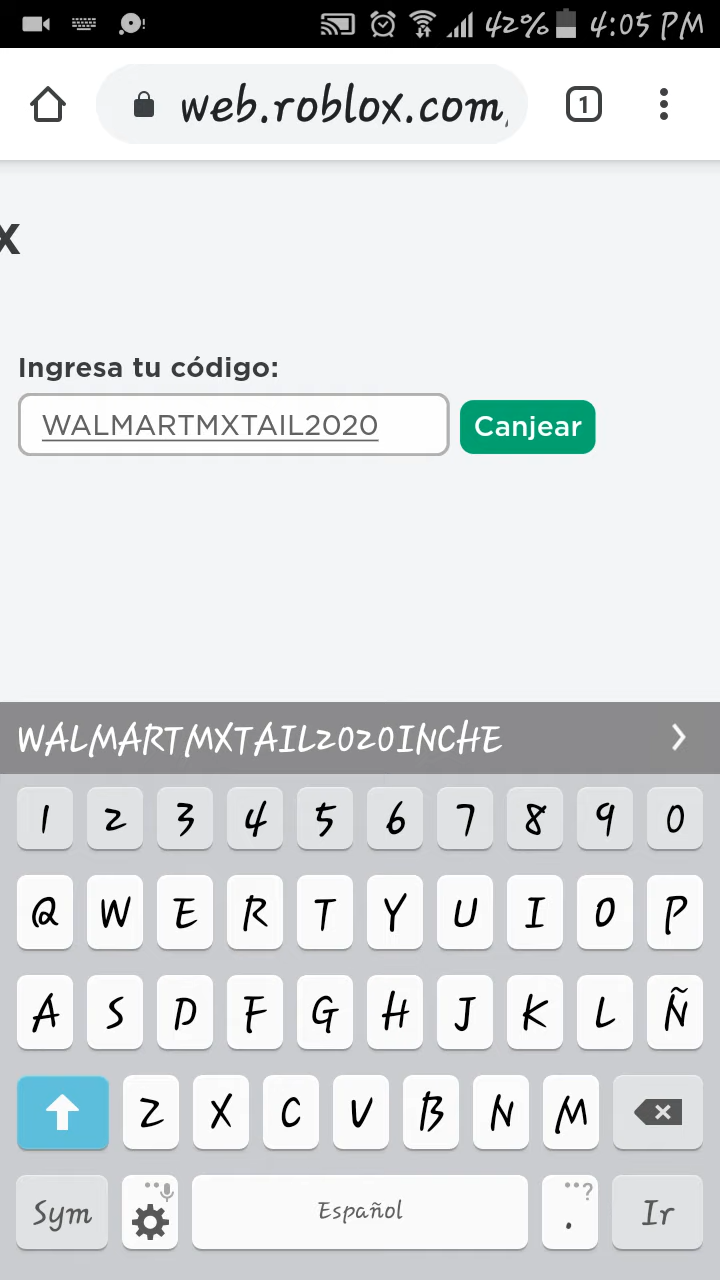 42% 4:05 PM
web.roblox.com,
1
x
Ingresa tu código:
WALMARTMXTAIL2020
Canjear
WALMARTMXTAIL2020INCHE
1 2 3 4 5 6 7 8 9 0
Q W E R T Y U I O P
A S D F G H J K L Ñ
Z X C V B N M
Sym Español . ? Ir